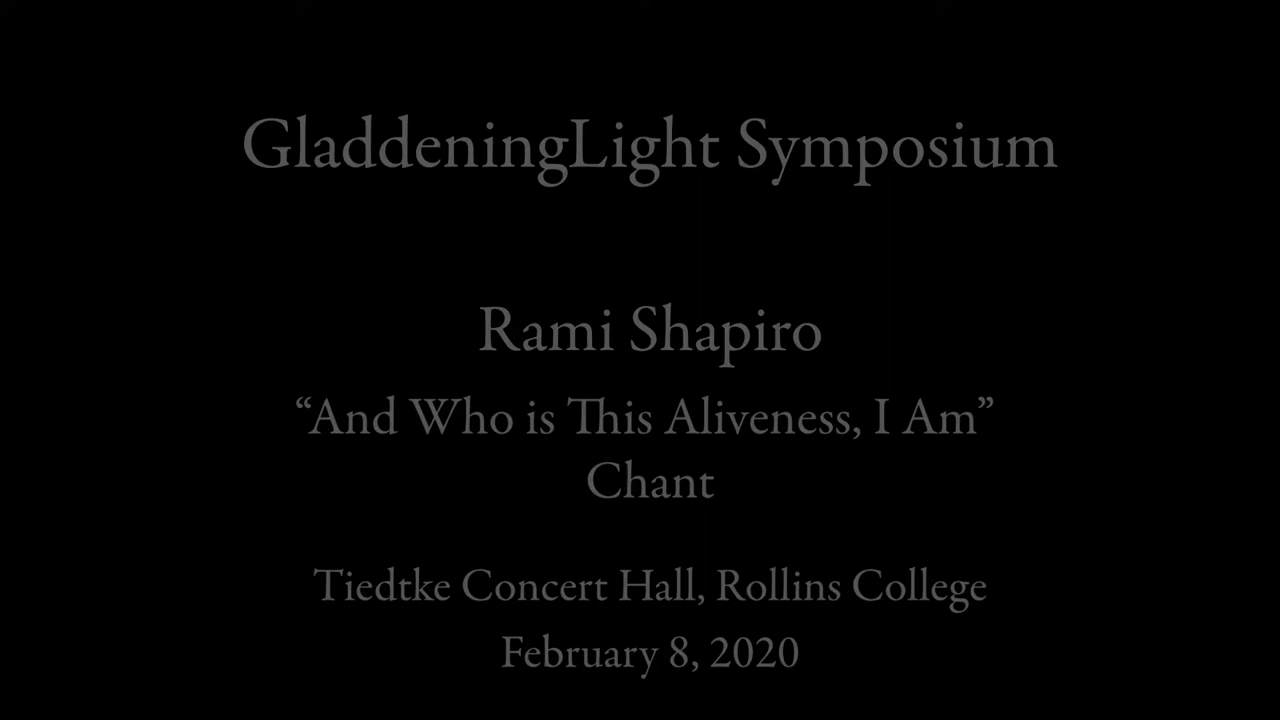 GladdeningLight Symposium
Rami Shapiro
“And Who is This Aliveness, I Am”
Chant
Tiedtke Concert Hall, Rollins College
February 8, 2020